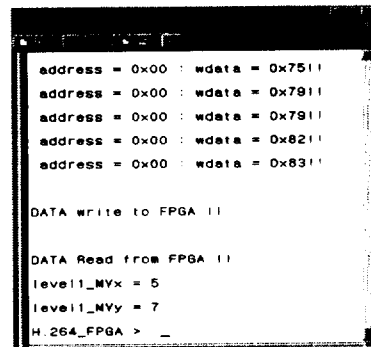 address = 0x00 : wdata = 0x75!!
address = 0x00 : wdata = 0x79!!
address = 0x00 : wdata = 0x79!!
address = 0x00 : wdata = 0x82!!
address = 0x00 : wdata = 0x83!!
DATA write to FPGA !!
DATA Read from FPGA !!
level1_MVx = 5
level1_MVy = 7
H.264_FPGA > _